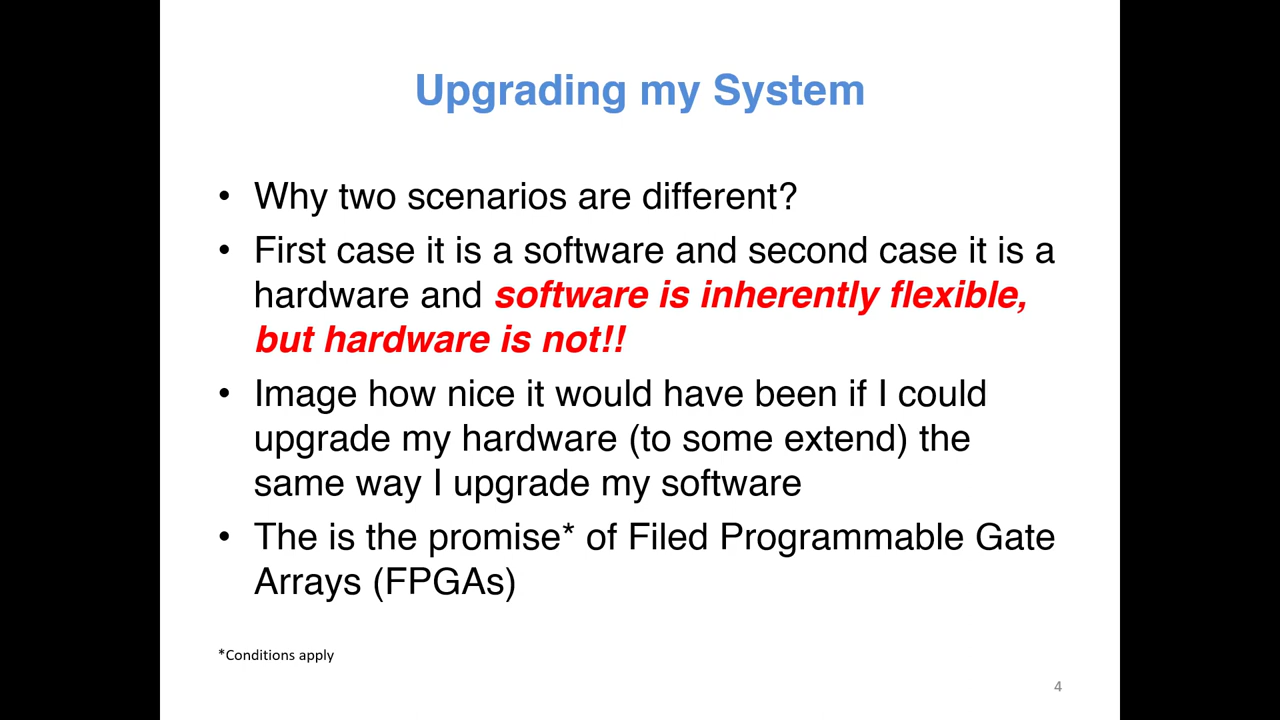 Upgrading my System
• Why two scenarios are different?
• First case it is a software and second case it is a
hardware and software is inherently flexible,
but hardware is not!!
• Image how nice it would have been if I could
upgrade my hardware (to some extend) the
same way I upgrade my software
• The is the promise* of Filed Programmable Gate
Arrays (FPGAs)
*Conditions apply
4